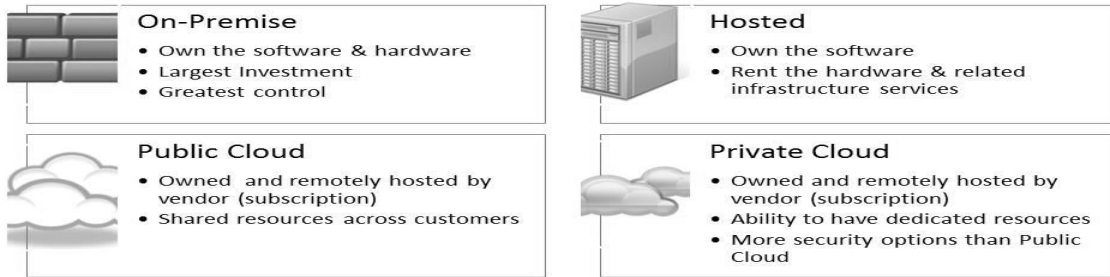 On-Premise
• Own the software & hardware
• Largest Investment
• Greatest control
Hosted
• Own the software
• Rent the hardware & related
infrastructure services
Public Cloud
• Owned and remotely hosted by
vendor (subscription)
• Shared resources across customers
Private Cloud
• Owned and remotely hosted by
vendor (subscription)
• Ability to have dedicated resources
• More security options than Public
Cloud